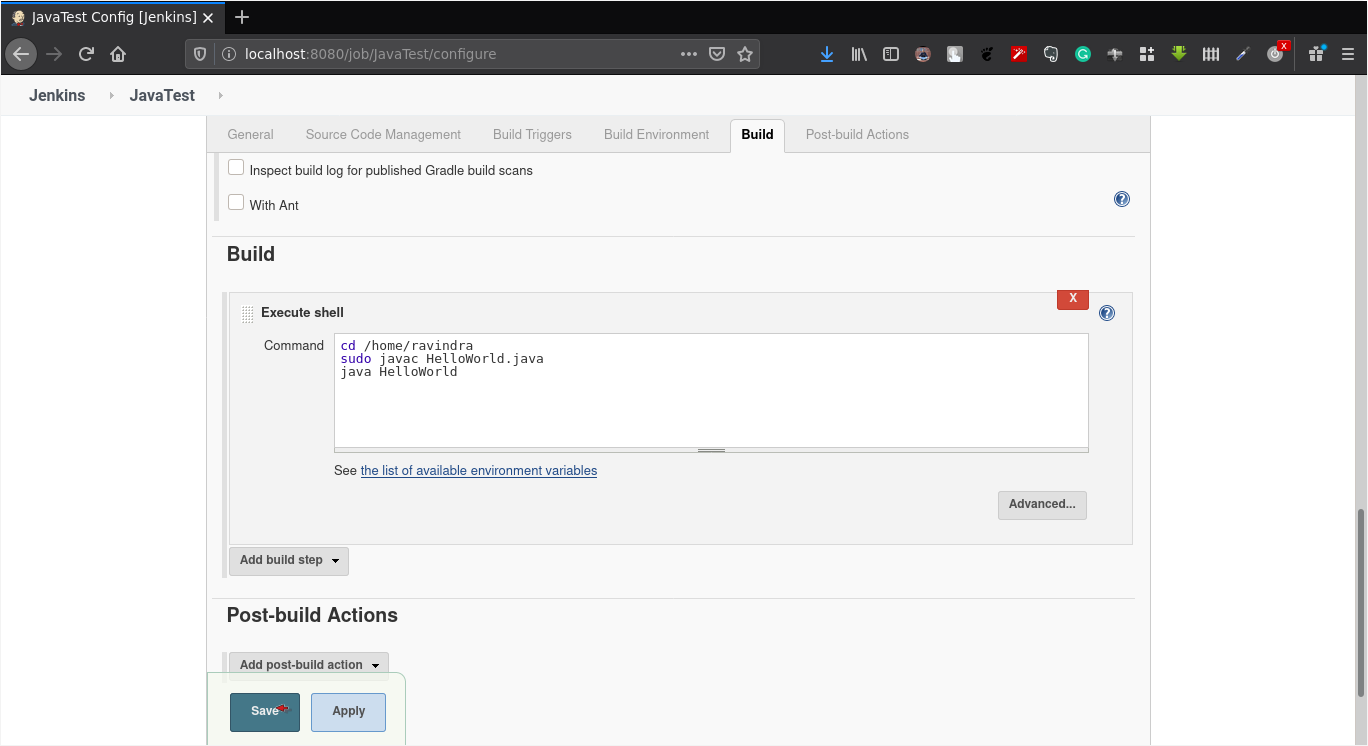 JavaTest Config [Jenkins]
localhost:8080/job/JavaTest/configure
X
Jenkins JavaTest
General Source Code Management Build Triggers Build Environment Build Post-build Actions
Inspect build log for published Gradle build scans
With Ant
?
Build
X
Execute shell
?
Command
cd /home/ravindra
sudo javac HelloWorld.java
java HelloWorld
See the list of available environment variables
Advanced...
Add build step
Post-build Actions
Add post-build action
Save Apply